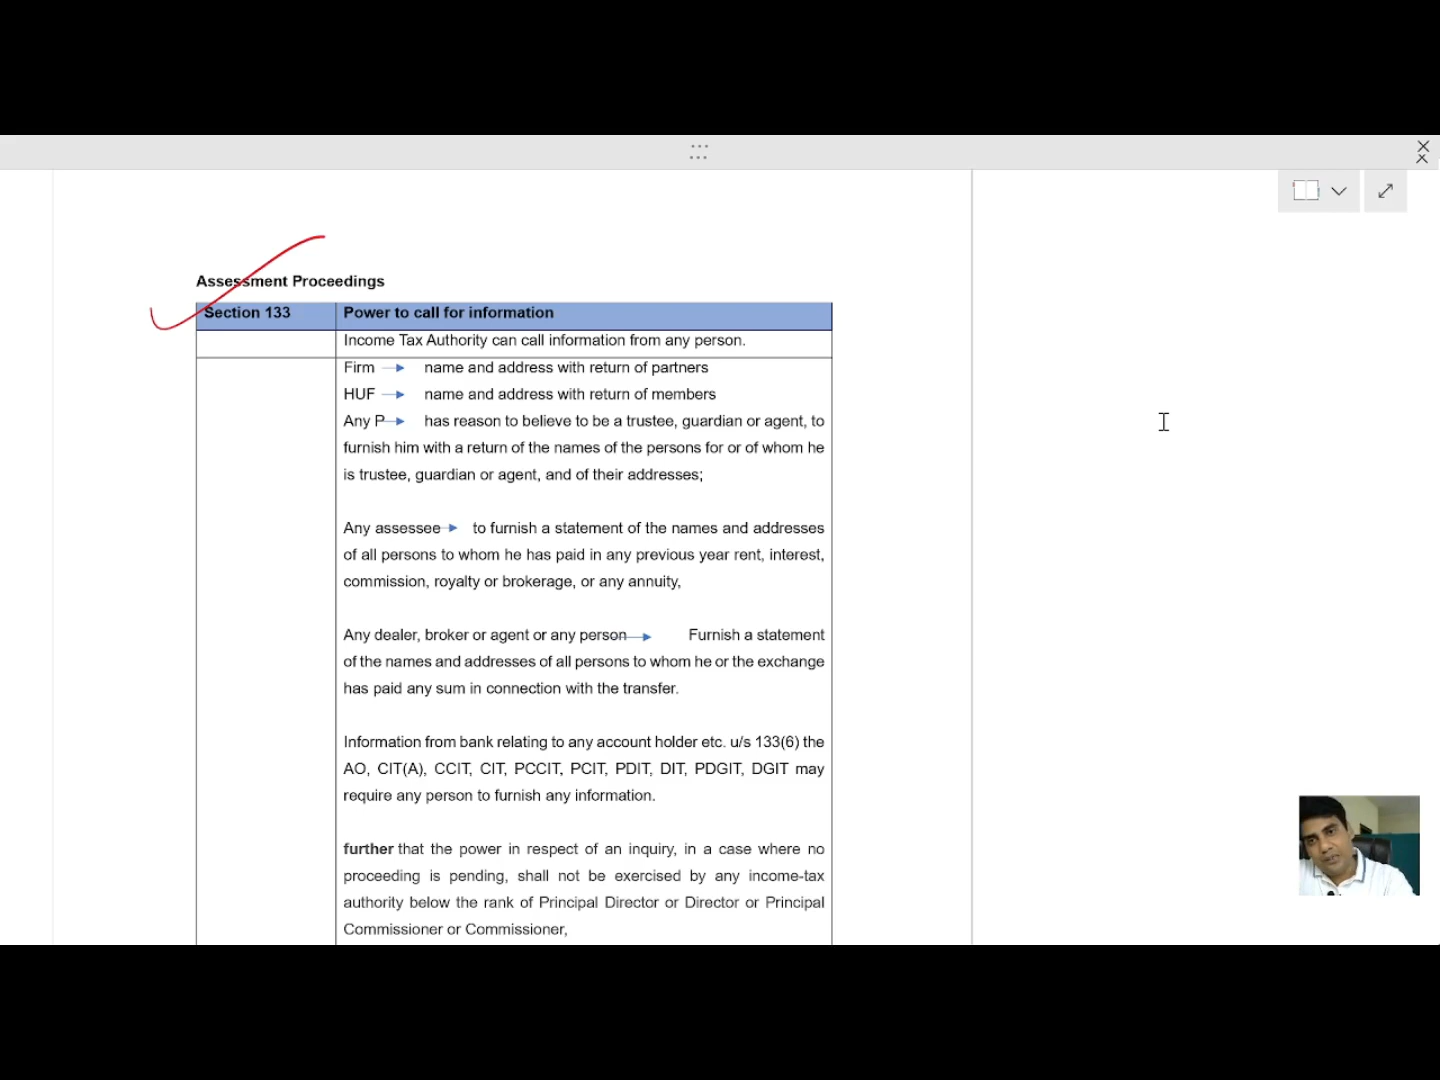 Assessment Proceedings
Section 133 Power to call for information
Income Tax Authority can call information from any person.
Firm name and address with return of partners
HUF name and address with return of members
Any P has reason to believe to be a trustee, guardian or agent, to
furnish him with a return of the names of the persons for or of whom he
is trustee, guardian or agent, and of their addresses;
Any assessee to furnish a statement of the names and addresses
of all persons to whom he has paid in any previous year rent, interest,
commission, royalty or brokerage, or any annuity,
Any dealer, broker or agent or any person Furnish a statement
of the names and addresses of all persons to whom he or the exchange
has paid any sum in connection with the transfer.
Information from bank relating to any account holder etc. u/s 133(6) the
AO, CIT(A), CCIT, CIT, PCCIT, PCIT, PDIT, DIT, PDGIT, DGIT may
require any person to furnish any information.
further that the power in respect of an inquiry, in a case where no
proceeding is pending, shall not be exercised by any income-tax
authority below the rank of Principal Director or Director or Principal
Commissioner or Commissioner,